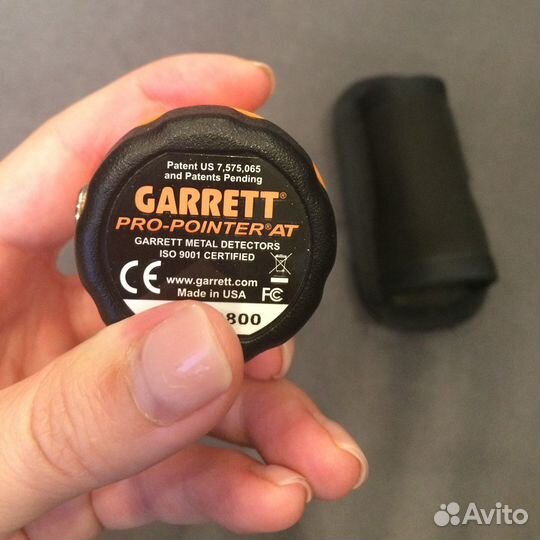 Patent US 7,575,065
and Patents Pending
GARRETT®
PRO-POINTER® AT
GARRETT METAL DETECTORS
ISO 9001 CERTIFIED
CE www.garrett.com
Made in USA FC
800
Avito